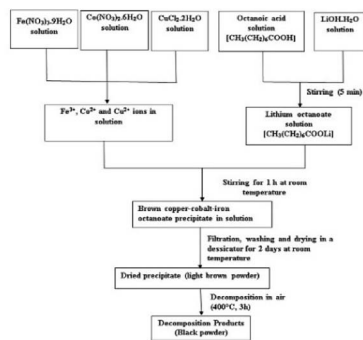 Fe(NO3)3.9H2O
solution
Co(NO3)2.6H2O
solution
CuCl2.2H2O
solution
Octanoic acid
solution
[CH3(CH2)6COOH]
LiOH.H2O
solution
Stirring (5 min)
Fe3+, Co2+ and Cu2+ ions in
solution
Lithium octanoate
solution
[CH3(CH2)6COOLi]
Stirring for 1 h at room
temperature
Brown copper-cobalt-iron
octanoate precipitate in solution
Filtration, washing and drying in a
dessicator for 2 days at room
temperature
Dried precipitate (light brown powder)
Decomposition in air
(400°C, 3h)
Decomposition Products
(Black powder)